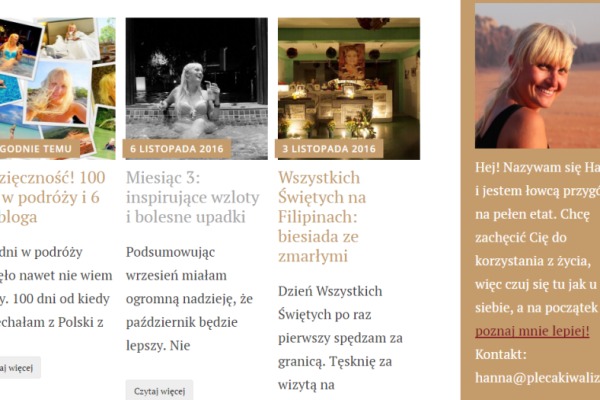 GODNIE TEMU
zięczność! 100
w podróży i 6
bloga
dni w podróży
ęło nawet nie wiem
y. 100 dni od kiedy
echałam z Polski z
aj więcej
6 LISTOPADA 2016
Miesiąc 3:
inspirujące wzloty
i bolesne upadki
Podsumowując
wrzesień miałam
ogromną nadzieję, że
październik będzie
lepszy. Nie
Czytaj więcej
3 LISTOPADA 2016
Wszystkich
Świętych na
Filipinach:
biesiada ze
zmarłymi
Dzień Wszystkich
Świętych po raz
pierwszy spędzam za
granicą. Tęsknię za
wizytą na
Hej! Nazywam się Ha
i jestem łowcą przygó
na pełen etat. Chcę
zachęcić Cię do
korzystania z życia,
więc czuj się tu jak u
siebie, a na początek
poznaj mnie lepiej!
Kontakt:
hanna@plecakiwaliz